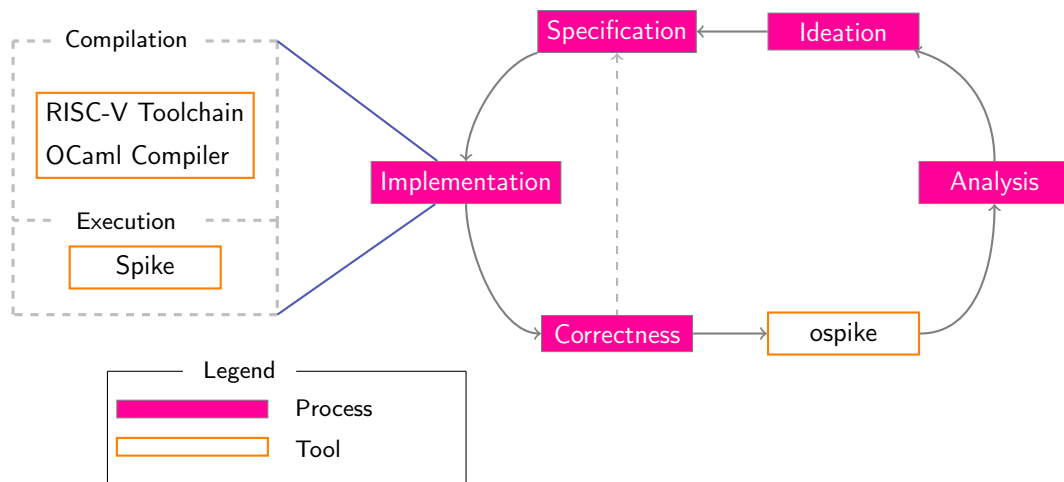 Compilation
RISC-V Toolchain
OCaml Compiler
Execution
Spike
Specification
Ideation
Implementation
Analysis
Correctness
ospike
Legend
Process
Tool